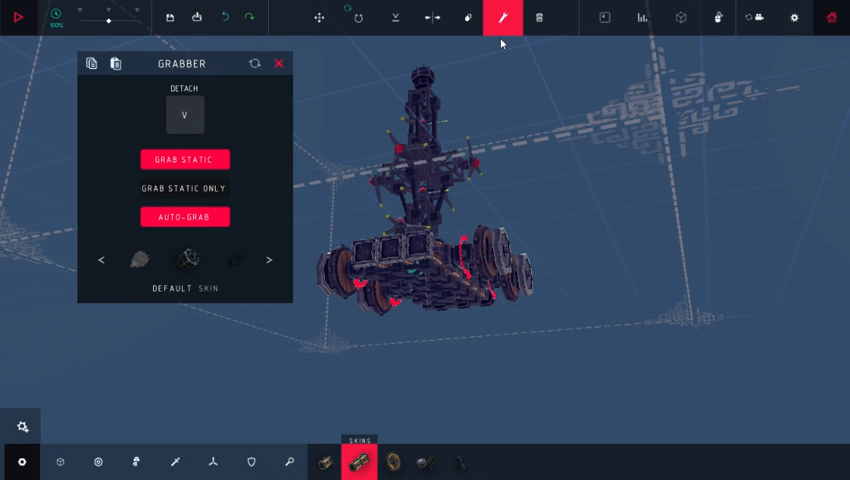 100%
GRABBER
DETACH
V
GRAB STATIC
GRAB STATIC ONLY
AUTO-GRAB
< >
DEFAULT SKIN
SKINS